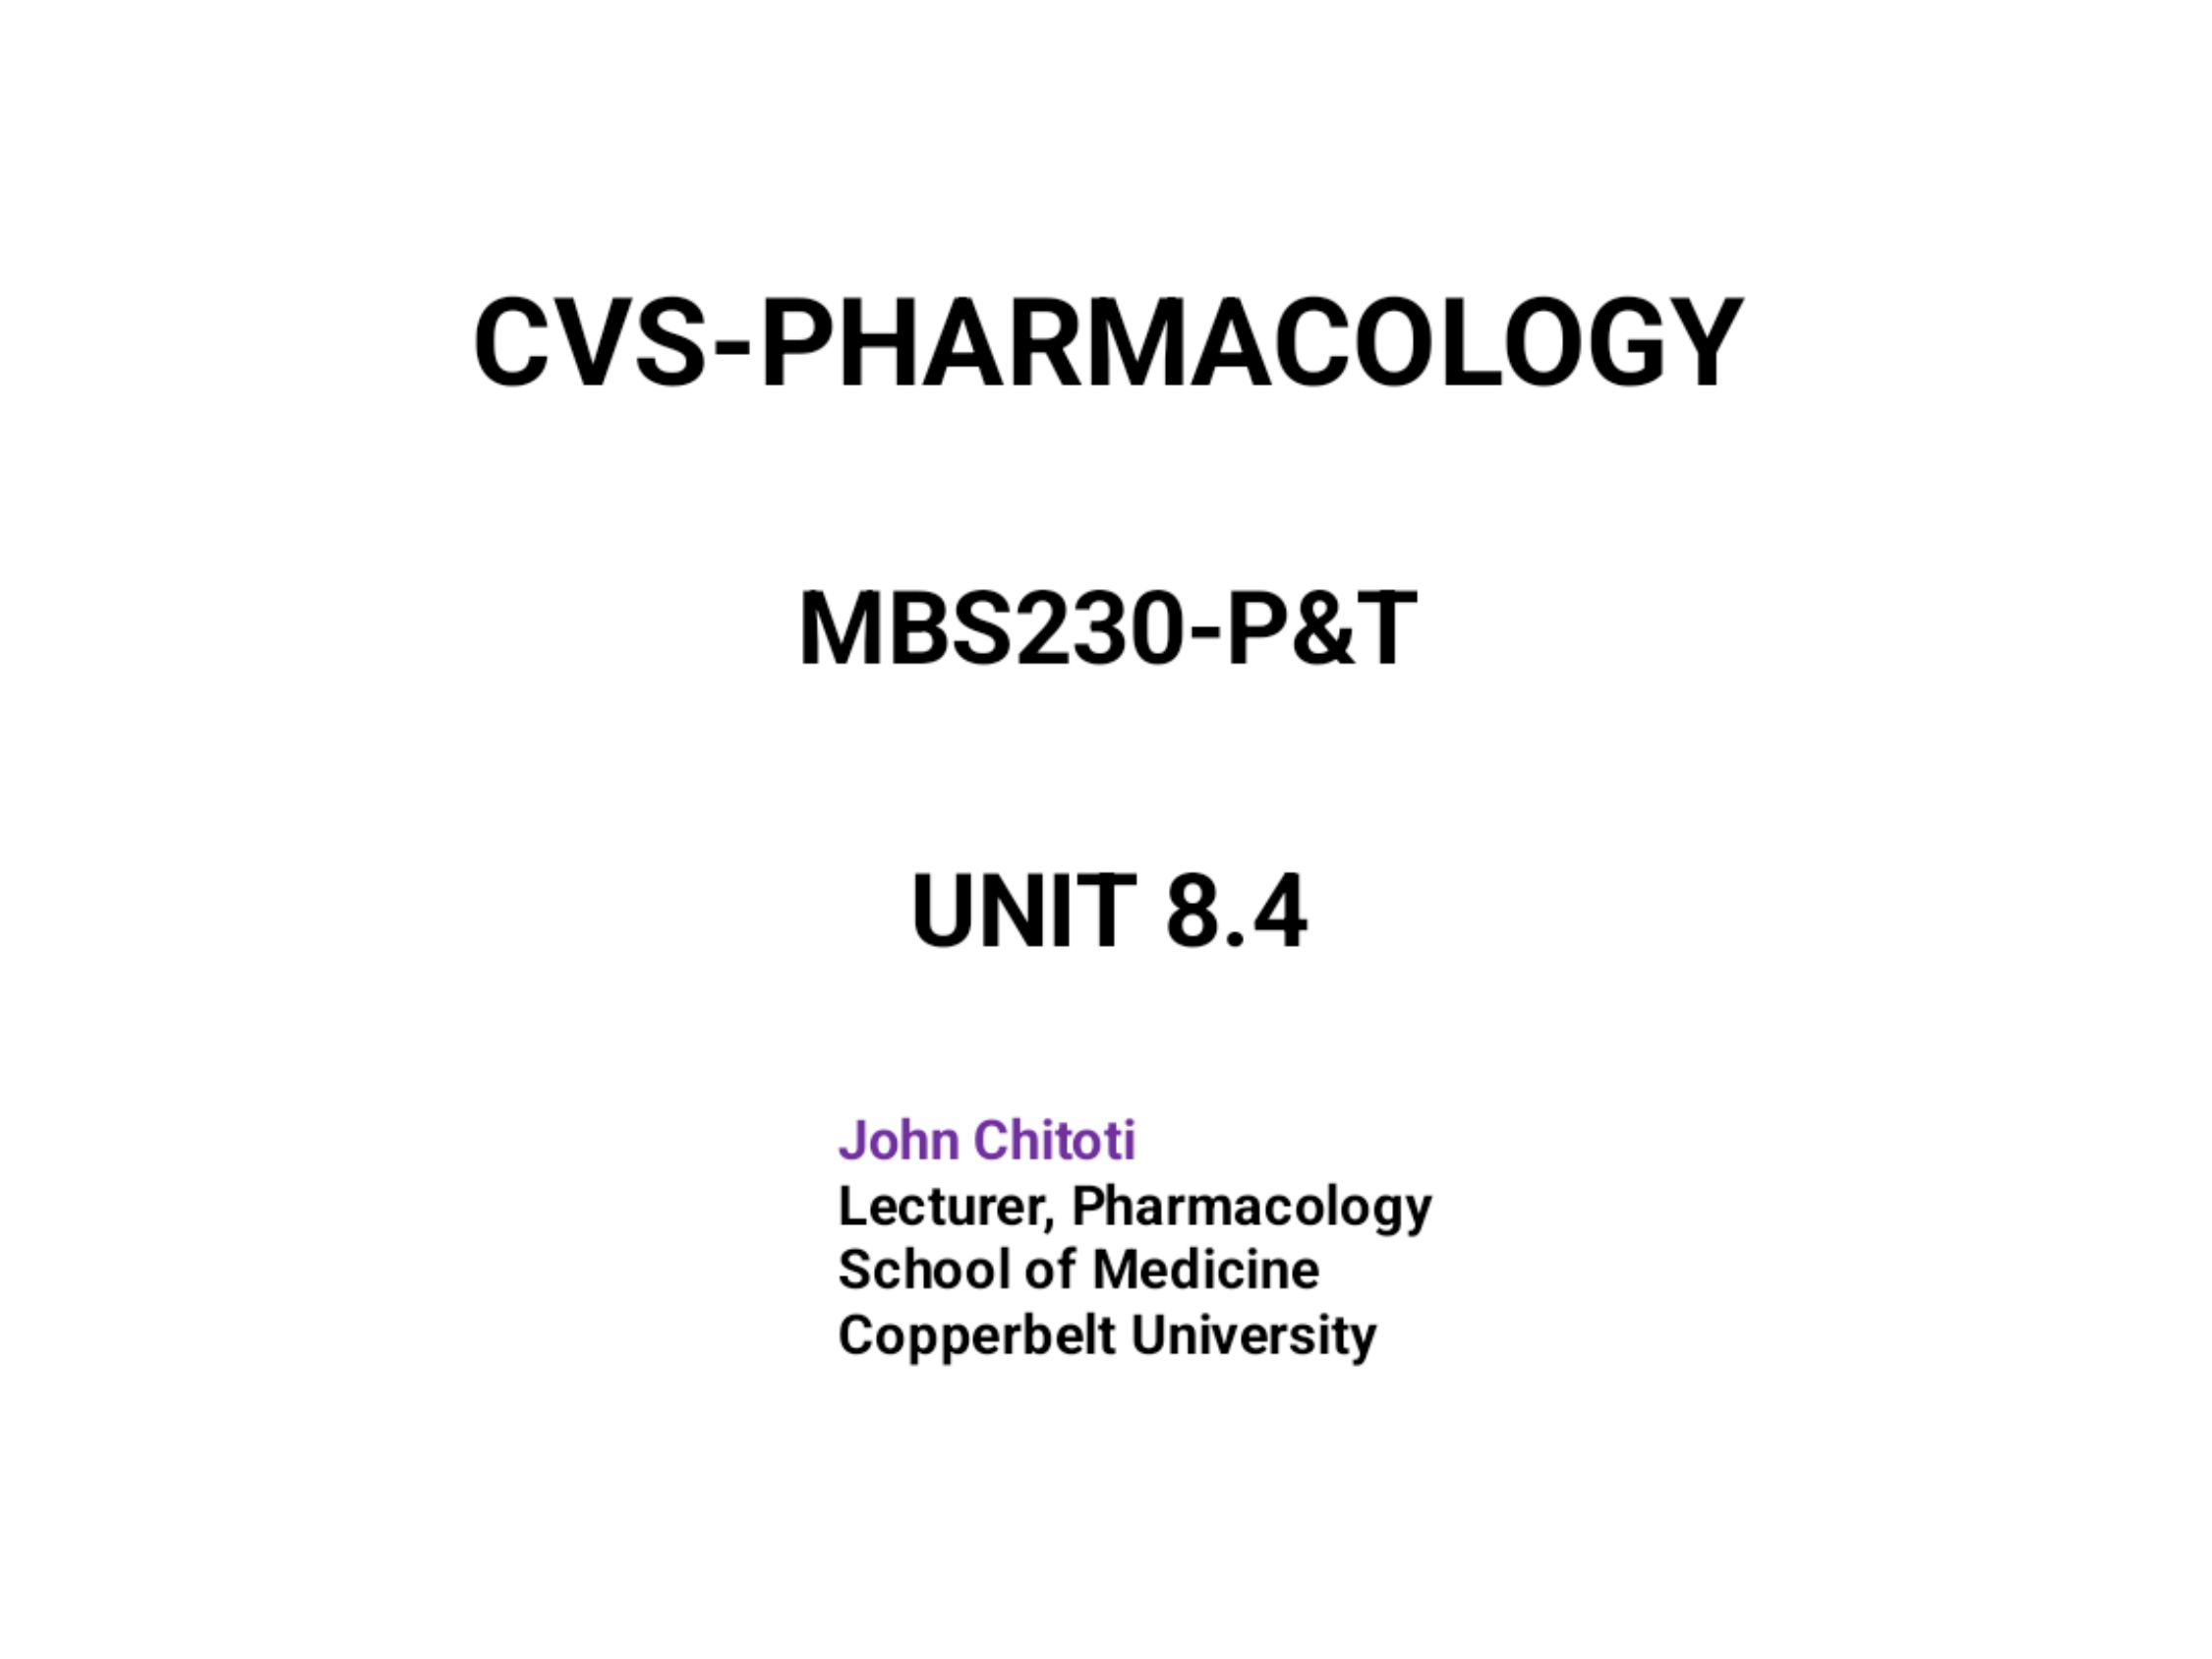 CVS-PHARMACOLOGY
MBS230-P&T
UNIT 8.4
John Chitoti
Lecturer, Pharmacology
School of Medicine
Copperbelt University